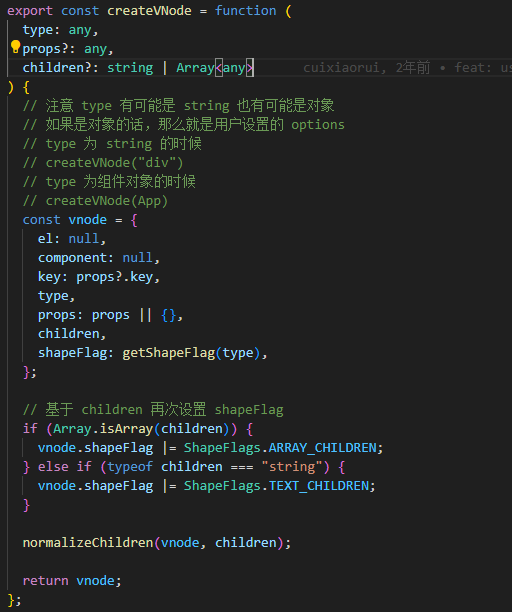 export const createVNode = function (
  type: any,
  props?: any,
  children?: string | Array<any>      cuixiaorui, 2年前 • feat: us
) {
  // 注意 type 有可能是 string 也有可能是对象
  // 如果是对象的话，那么就是用户设置的 options
  // type 为 string 的时候
  // createVNode("div")
  // type 为组件对象的时候
  // createVNode(App)
  const vnode = {
    el: null,
    component: null,
    key: props?.key,
    type,
    props: props || {},
    children,
    shapeFlag: getShapeFlag(type),
  };

  // 基于 children 再次设置 shapeFlag
  if (Array.isArray(children)) {
    vnode.shapeFlag |= ShapeFlags.ARRAY_CHILDREN;
  } else if (typeof children === "string") {
    vnode.shapeFlag |= ShapeFlags.TEXT_CHILDREN;
  }

  normalizeChildren(vnode, children);

  return vnode;
};